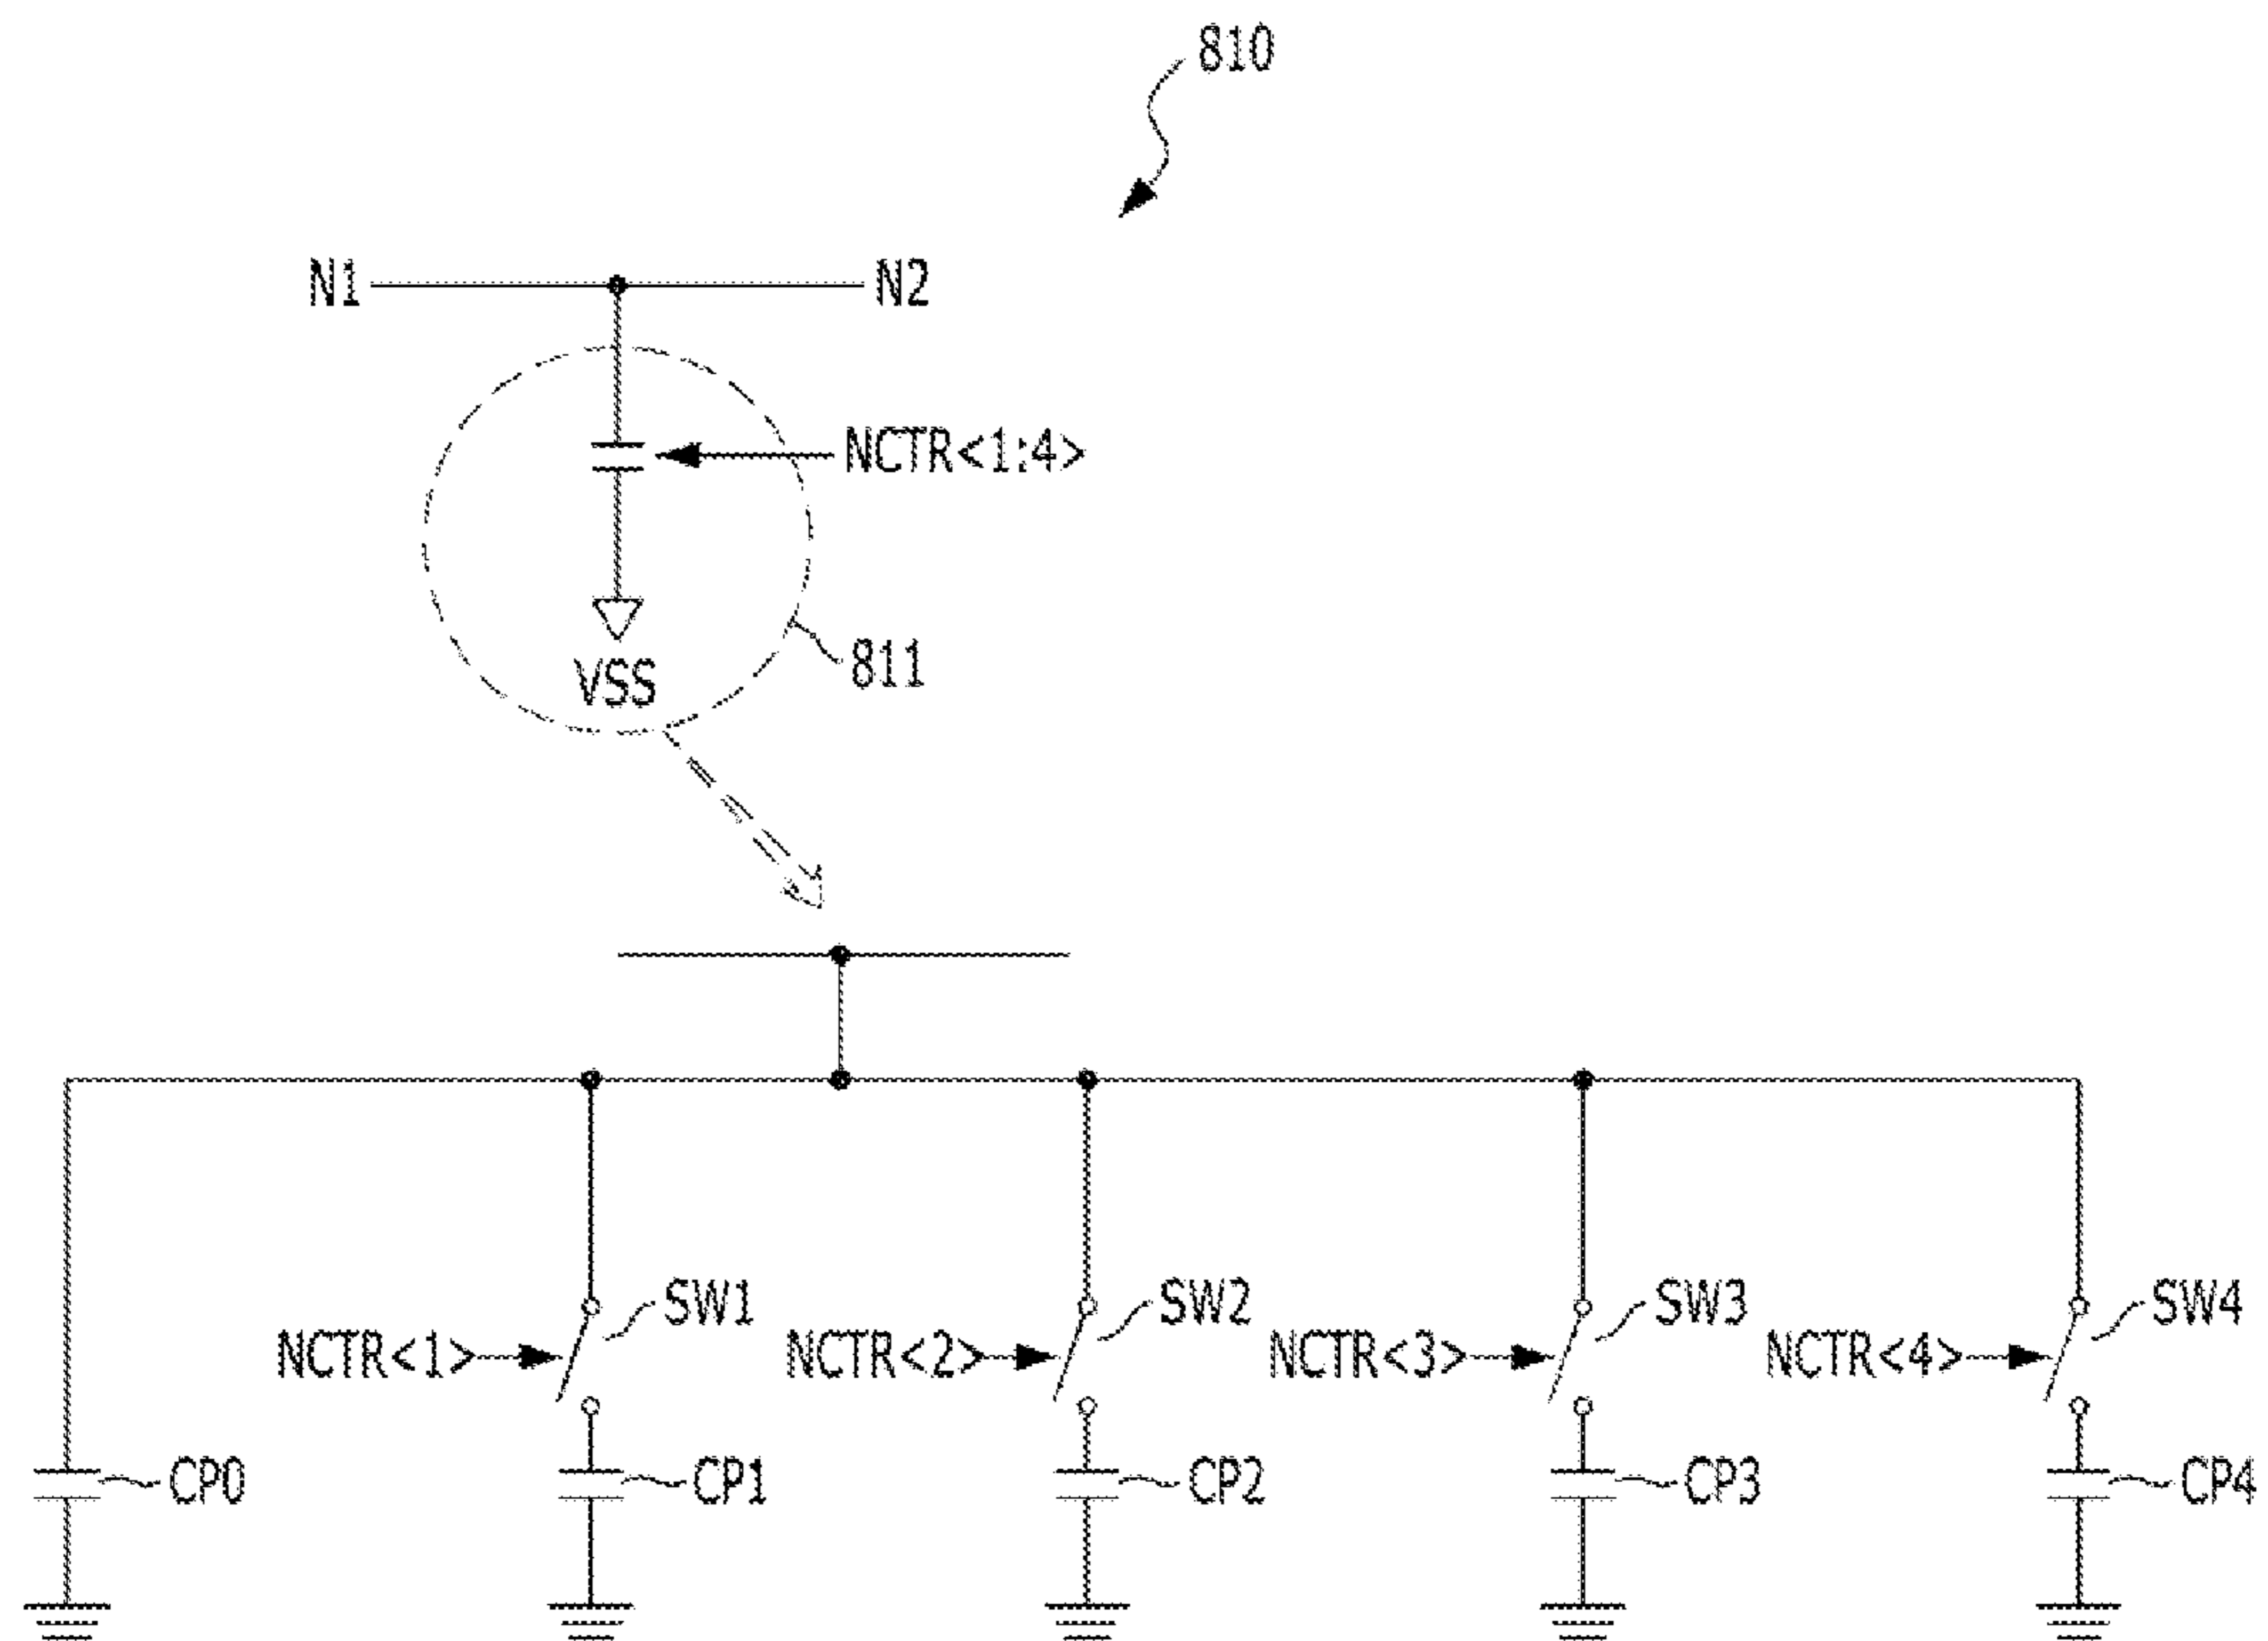 810
N1 N2
NCTR<1:4>
811
VSS
SW1 SW2 SW3 SW4
NCTR<1> NCTR<2> NCTR<3> NCTR<4>
CP0 CP1 CP2 CP3 CP4